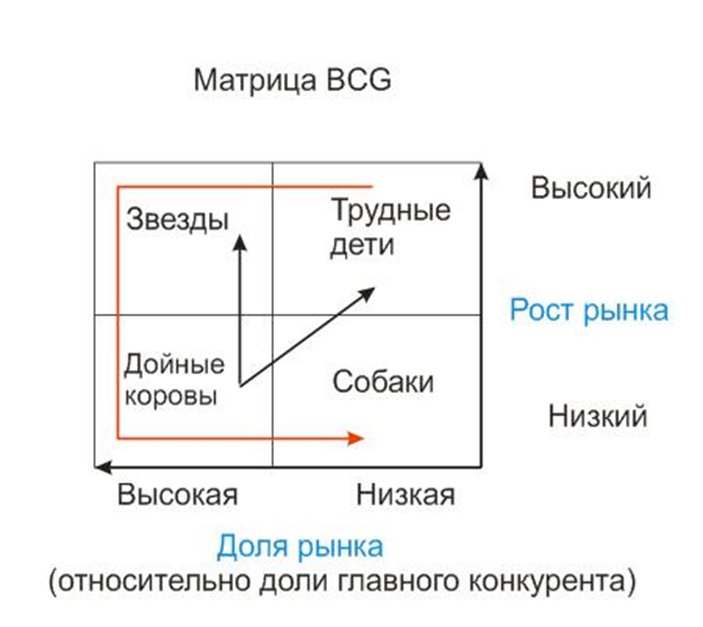 Матрица BCG
Высокий
Звезды
Трудные
дети
Рост рынка
Дойные
коровы
Собаки
Низкий
Высокая
Низкая
Доля рынка
(относительно доли главного конкурента)